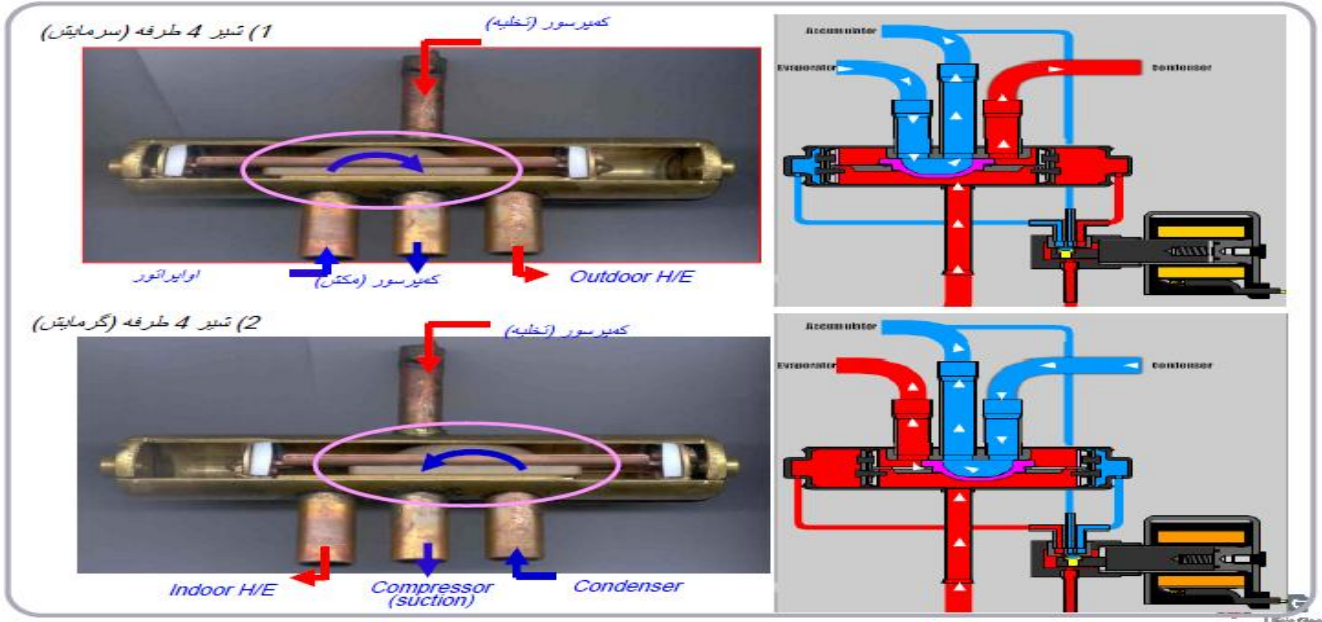 1) شیر 4 طرفه (سرمایش)
کمپرسور (تخلیه)
اواپراتور
کمپرسور (مکش)
Outdoor H/E
Accumulator
Evaporator
Condenser
2) شیر 4 طرفه (گرمایش)
کمپرسور (تخلیه)
Indoor H/E
Compressor
(suction)
Condenser
Accumulator
Evaporator
Condenser